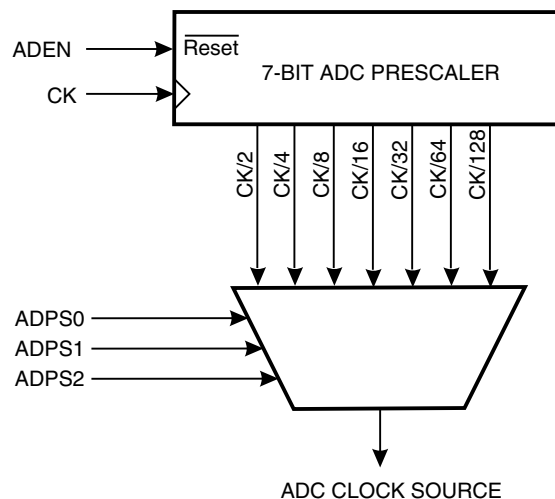 ADEN
Reset
7-BIT ADC PRESCALER
CK
CK/2
CK/4
CK/8
CK/16
CK/32
CK/64
CK/128
ADPS0
ADPS1
ADPS2
ADC CLOCK SOURCE